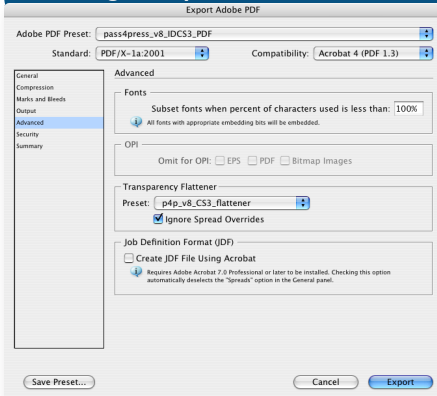 Export Adobe PDF
Adobe PDF Preset: pass4press_v8_IDCS3_PDF
Standard: PDF/X-1a:2001 Compatibility: Acrobat 4 (PDF 1.3)
General
Compression
Marks and Bleeds
Output
Advanced
Security
Summary
Advanced
Fonts
Subset fonts when percent of characters used is less than: 100%
All fonts with appropriate embedding bits will be embedded.
OPI
Omit for OPI: EPS PDF Bitmap Images
Transparency Flattener
Preset: p4p_v8_CS3_flattener
Ignore Spread Overrides
Job Definition Format (JDF)
Create JDF File Using Acrobat
Requires Adobe Acrobat 7.0 Professional or later to be installed. Checking this option
automatically deselects the "Spreads" option in the General panel.
Save Preset... Cancel Export